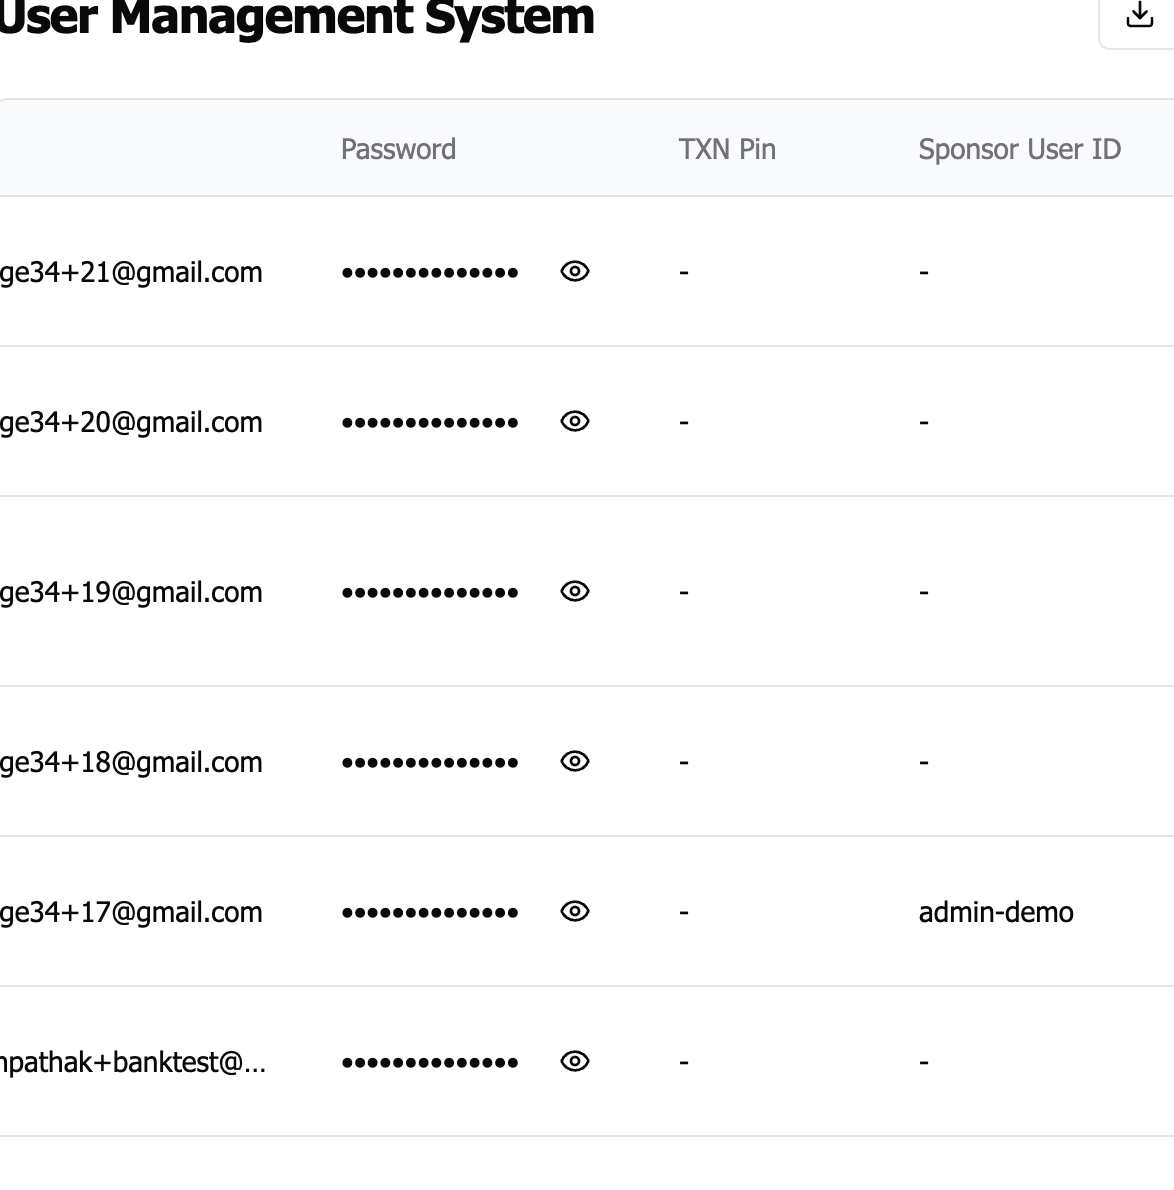 User Management System
Password TXN Pin Sponsor User ID
ge34+21@gmail.com •••••••••••••• - -
ge34+20@gmail.com •••••••••••••• - -
ge34+19@gmail.com •••••••••••••• - -
ge34+18@gmail.com •••••••••••••• - -
ge34+17@gmail.com •••••••••••••• - admin-demo
npathak+banktest@... •••••••••••••• - -